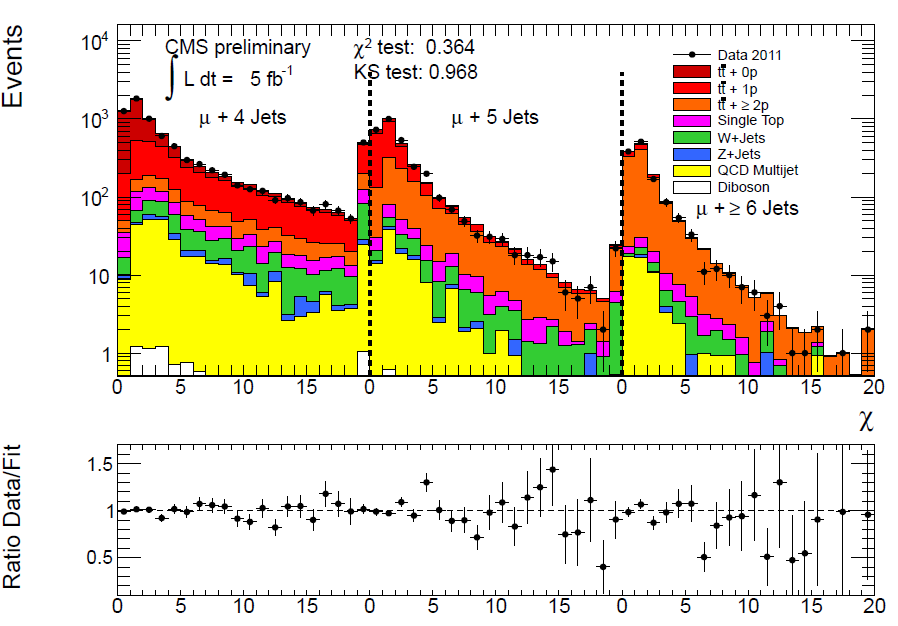 Events
10⁴
10³
10²
10
1
CMS preliminary
∫ L dt = 5 fb⁻¹
χ² test: 0.364
KS test: 0.968
μ + 4 Jets
μ + 5 Jets
μ + ≥ 6 Jets
Data 2011
tt̄ + 0p
tt̄ + 1p
tt̄ + ≥ 2p
Single Top
W+Jets
Z+Jets
QCD Multijet
Diboson
0 5 10 15 0 5 10 15 0 5 10 15 20
χ
Ratio Data/Fit
1.5
1
0.5
0 5 10 15 0 5 10 15 0 5 10 15 20